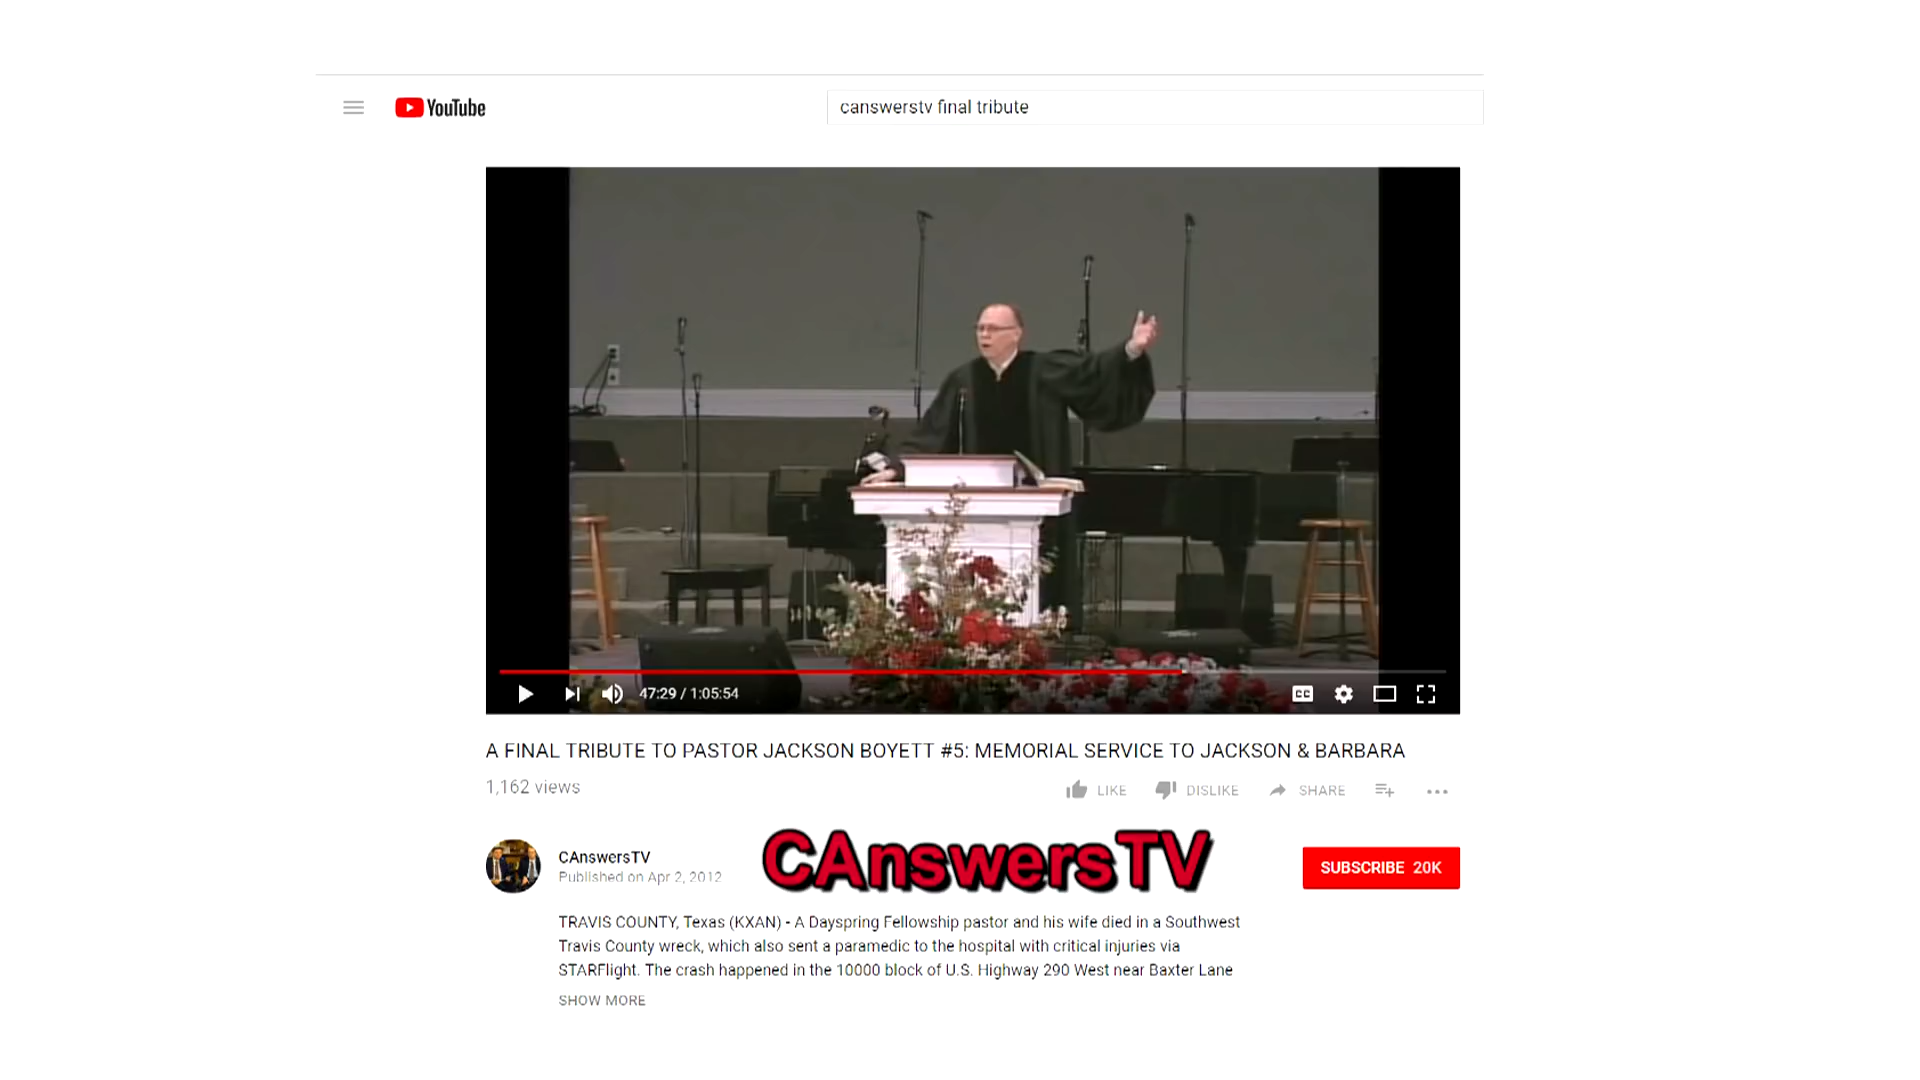 YouTube
canswerstv final tribute
47:29 / 1:05:54
CC
A FINAL TRIBUTE TO PASTOR JACKSON BOYETT #5: MEMORIAL SERVICE TO JACKSON & BARBARA
1,162 views
LIKE DISLIKE SHARE
CAnswersTV
Published on Apr 2, 2012
CAnswersTV
SUBSCRIBE 20K
TRAVIS COUNTY, Texas (KXAN) - A Dayspring Fellowship pastor and his wife died in a Southwest
Travis County wreck, which also sent a paramedic to the hospital with critical injuries via
STARFlight. The crash happened in the 10000 block of U.S. Highway 290 West near Baxter Lane
SHOW MORE